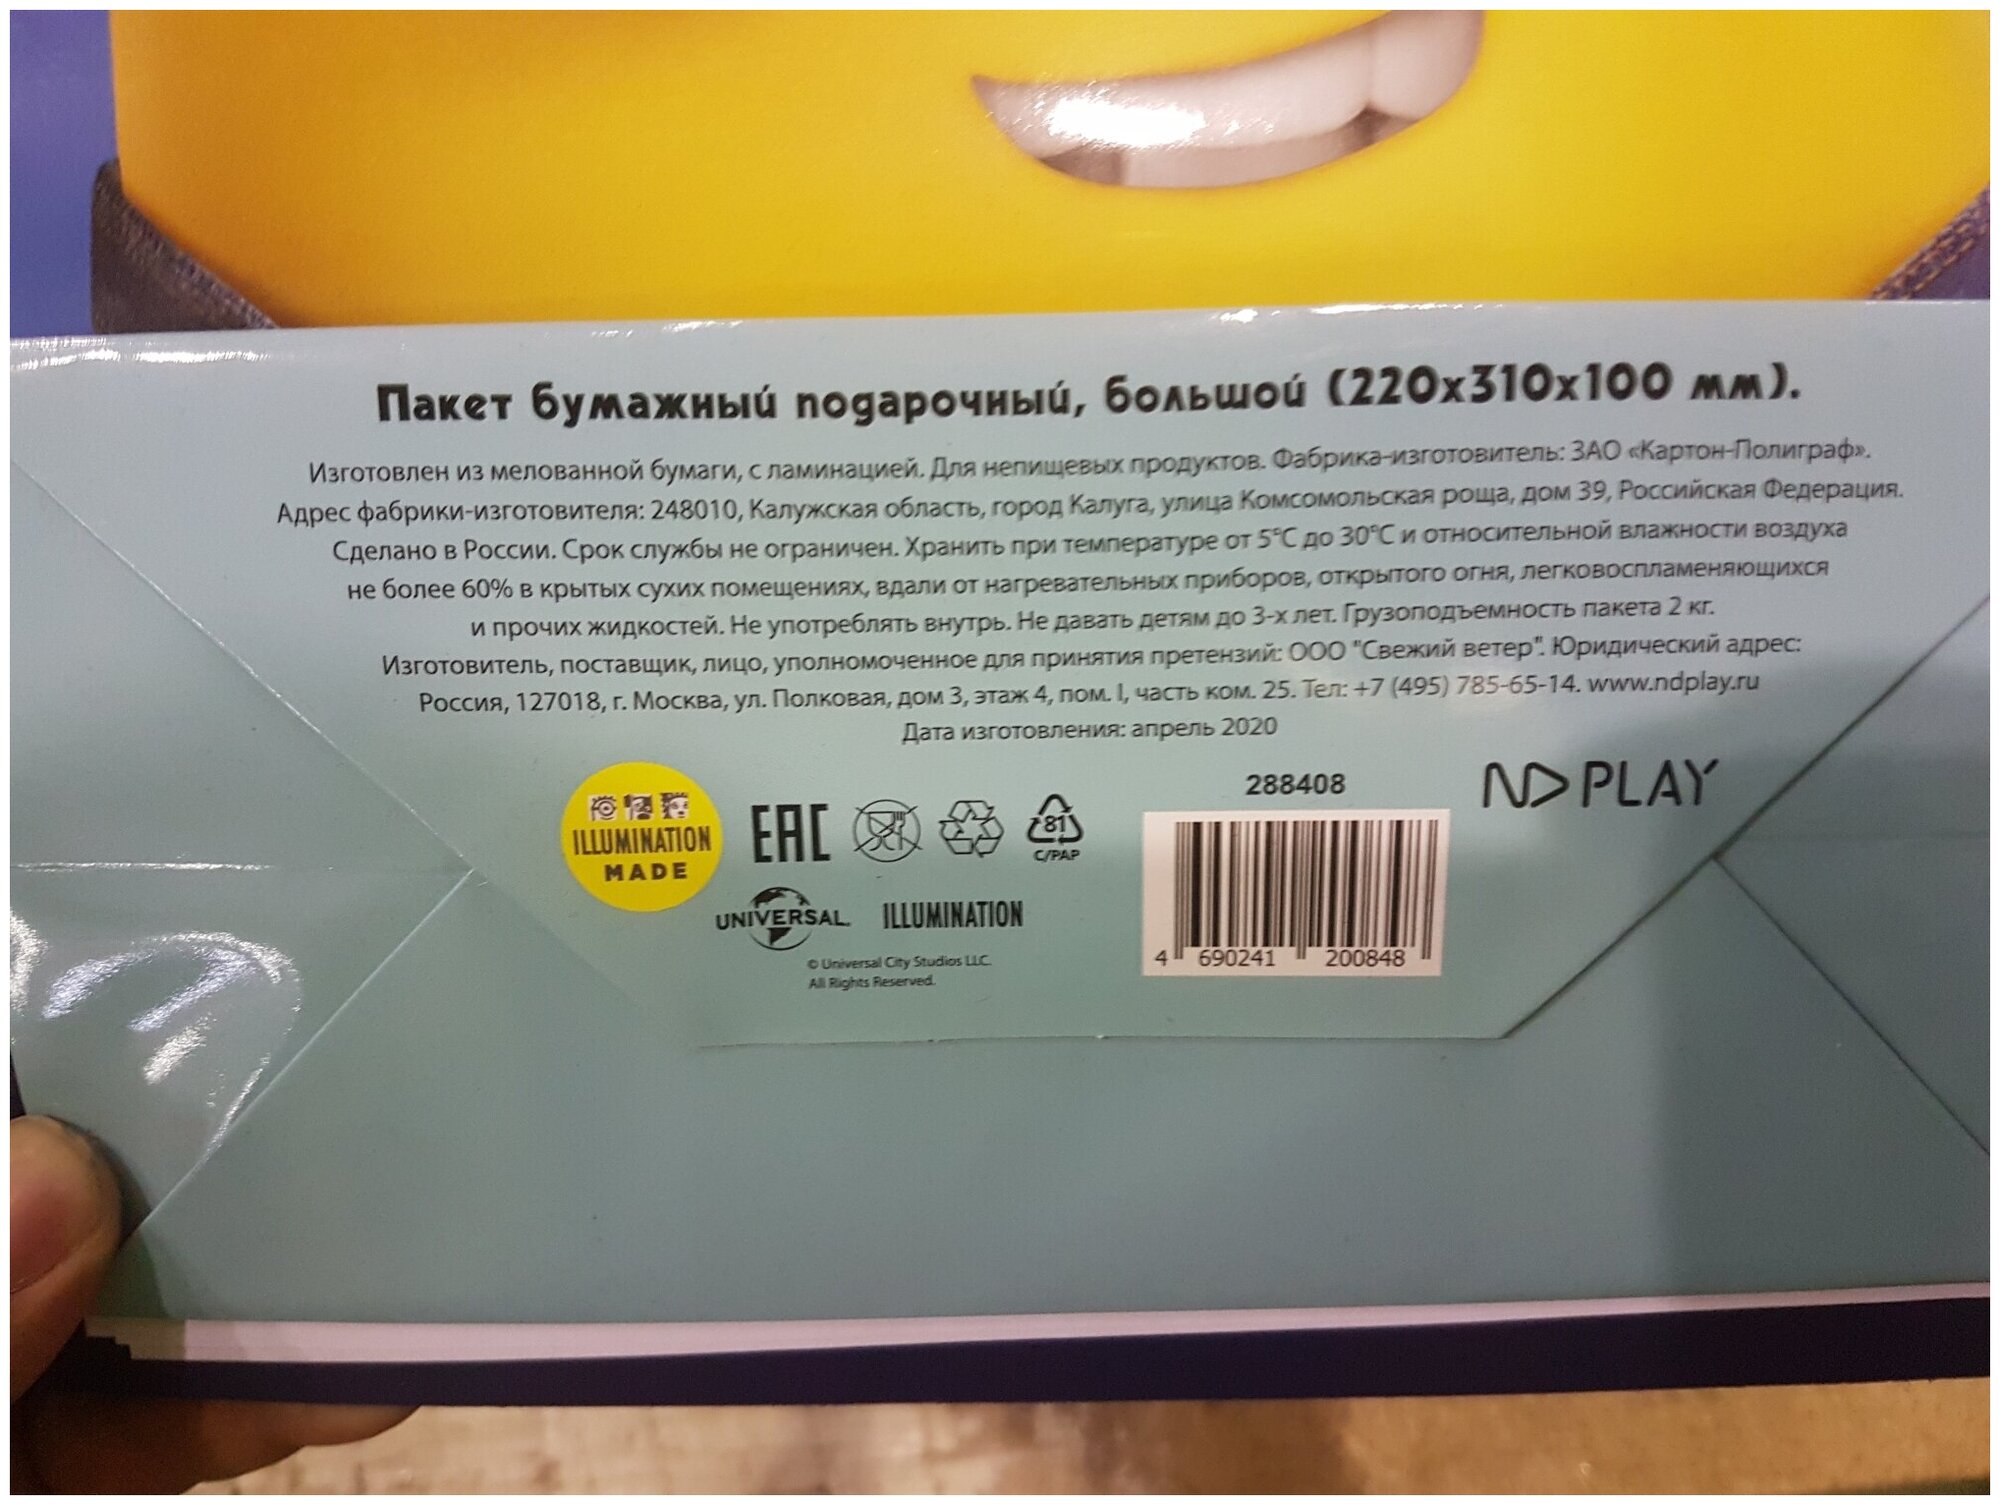 Пакет бумажный подарочный, большой (220х310х100 мм).
Изготовлен из мелованной бумаги, с ламинацией. Для непищевых продуктов. Фабрика-изготовитель: ЗАО «Картон-Полиграф».
Адрес фабрики-изготовителя: 248010, Калужская область, город Калуга, улица Комсомольская роща, дом 39, Российская Федерация.
Сделано в России. Срок службы не ограничен. Хранить при температуре от 5°С до 30°С и относительной влажности воздуха
не более 60% в крытых сухих помещениях, вдали от нагревательных приборов, открытого огня, легковоспламеняющихся
и прочих жидкостей. Не употреблять внутрь. Не давать детям до 3-х лет. Грузоподъемность пакета 2 кг.
Изготовитель, поставщик, лицо, уполномоченное для принятия претензий: ООО "Свежий ветер". Юридический адрес:
Россия, 127018, г. Москва, ул. Полковая, дом 3, этаж 4, пом. I, часть ком. 25. Тел: +7 (495) 785-65-14. www.ndplay.ru
Дата изготовления: апрель 2020
ILLUMINATION
MADE
EAC
81
C/PAP
288408
ND PLAY
UNIVERSAL
ILLUMINATION
© Universal City Studios LLC.
All Rights Reserved.
4 690241 200848